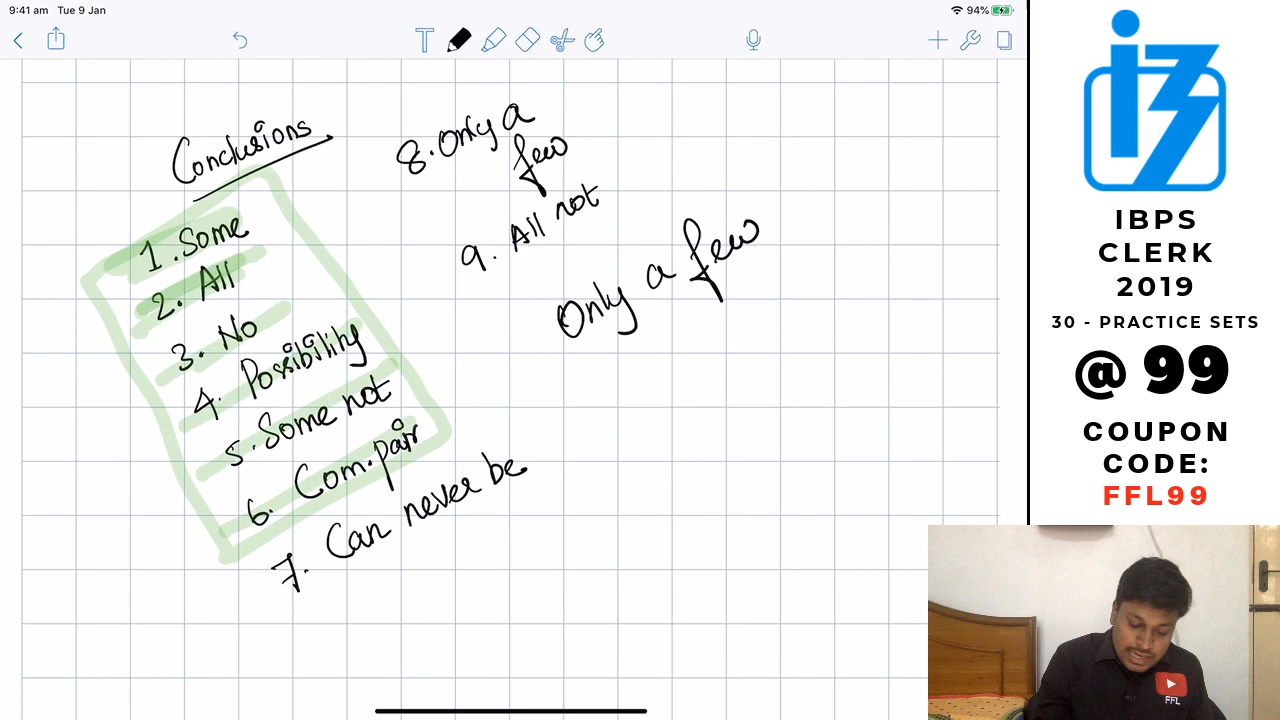 9:41 am Tue 9 Jan
94%
T
Conclusions
1. Some
2. All
3. No
4. Possibility
5. Some not
6. Com.pair
7. Can never be
8. Only a
few
9. All not
Only a few
IBPS
CLERK
2019
30 - PRACTICE SETS
@ 99
COUPON
CODE:
FFL99
FFL